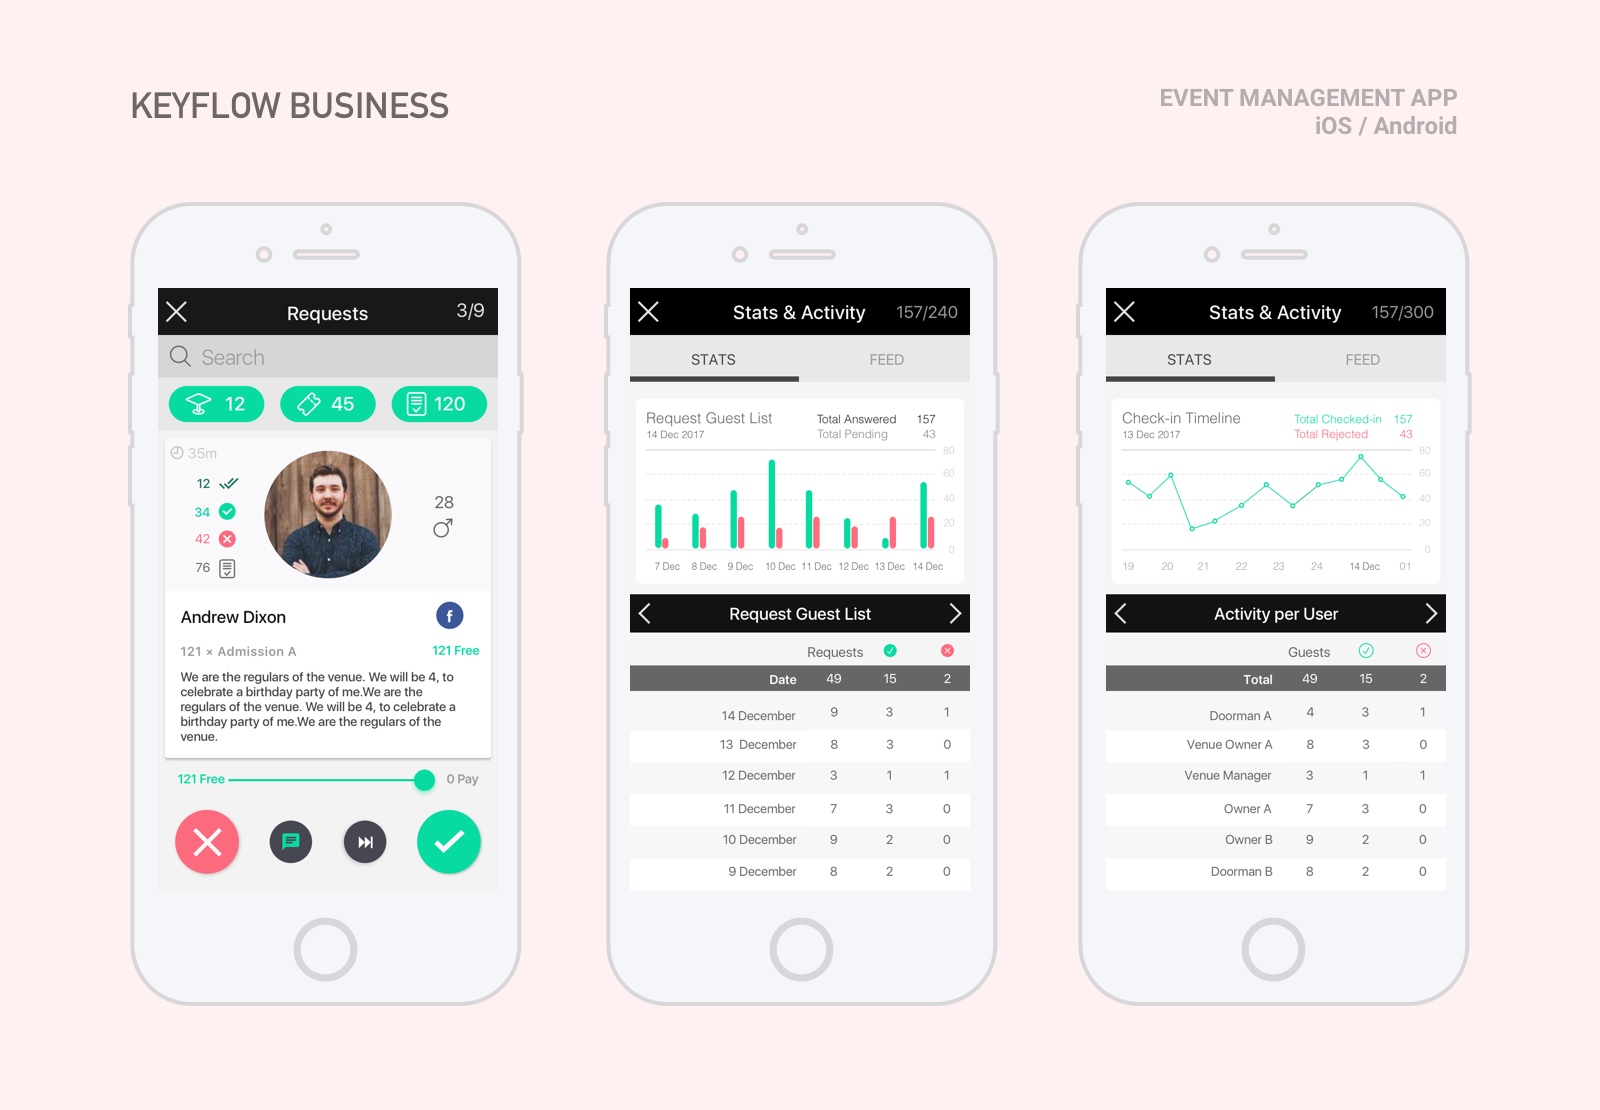 KEYFLOW BUSINESS
EVENT MANAGEMENT APP
iOS / Android
Requests 3/9
Search
12 45 120
35m
12
34
42
76
28
Andrew Dixon
f
121 × Admission A 121 Free
We are the regulars of the venue. We will be 4, to
celebrate a birthday party of me.We are the
regulars of the venue. We will be 4, to celebrate a
birthday party of me.We are the regulars of the
venue.
121 Free 0 Pay
Stats & Activity 157/240
STATS FEED
Request Guest List Total Answered 157
14 Dec 2017 Total Pending 43
80
60
40
20
0
7 Dec 8 Dec 9 Dec 10 Dec 11 Dec 12 Dec 13 Dec 14 Dec
Request Guest List
Requests
Date 49 15 2
14 December 9 3 1
13 December 8 3 0
12 December 3 1 1
11 December 7 3 0
10 December 9 2 0
9 December 8 2 0
Stats & Activity 157/300
STATS FEED
Check-in Timeline Total Checked-in 157
13 Dec 2017 Total Rejected 43
80
60
40
20
0
19 20 21 22 23 24 14 Dec 01
Activity per User
Guests
Total 49 15 2
Doorman A 4 3 1
Venue Owner A 8 3 0
Venue Manager 3 1 1
Owner A 7 3 0
Owner B 9 2 0
Doorman B 8 2 0